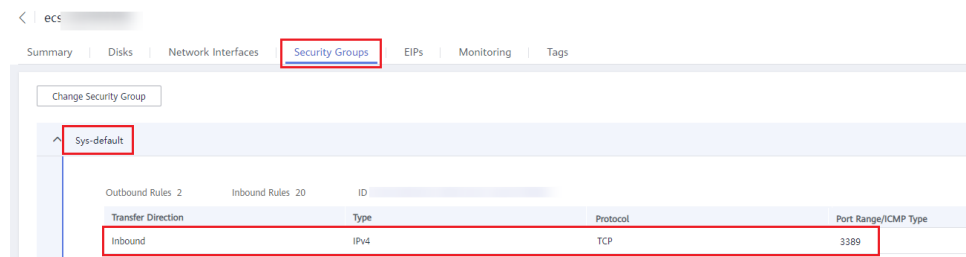 ecs
Summary Disks Network Interfaces Security Groups EIPs Monitoring Tags
Change Security Group
Sys-default
Outbound Rules 2 Inbound Rules 20 ID
Transfer Direction Type Protocol Port Range/ICMP Type
Inbound IPv4 TCP 3389